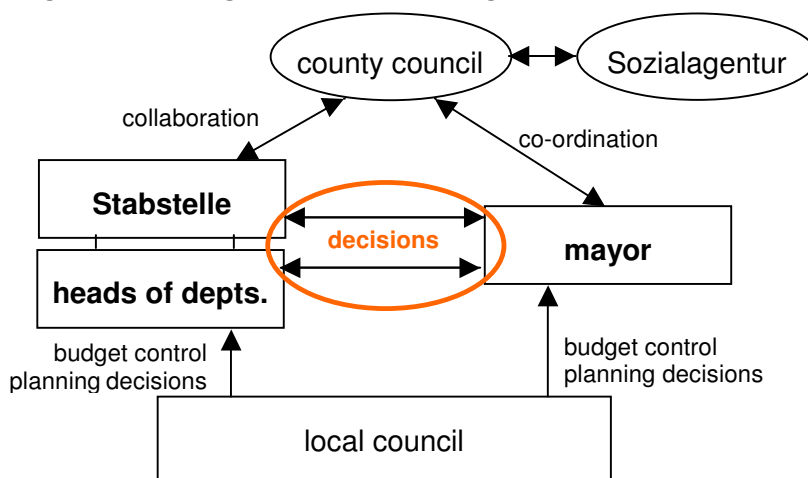 county council
Sozialagentur
collaboration
co-ordination
Stabstelle
decisions
mayor
heads of depts.
budget control
planning decisions
budget control
planning decisions
local council